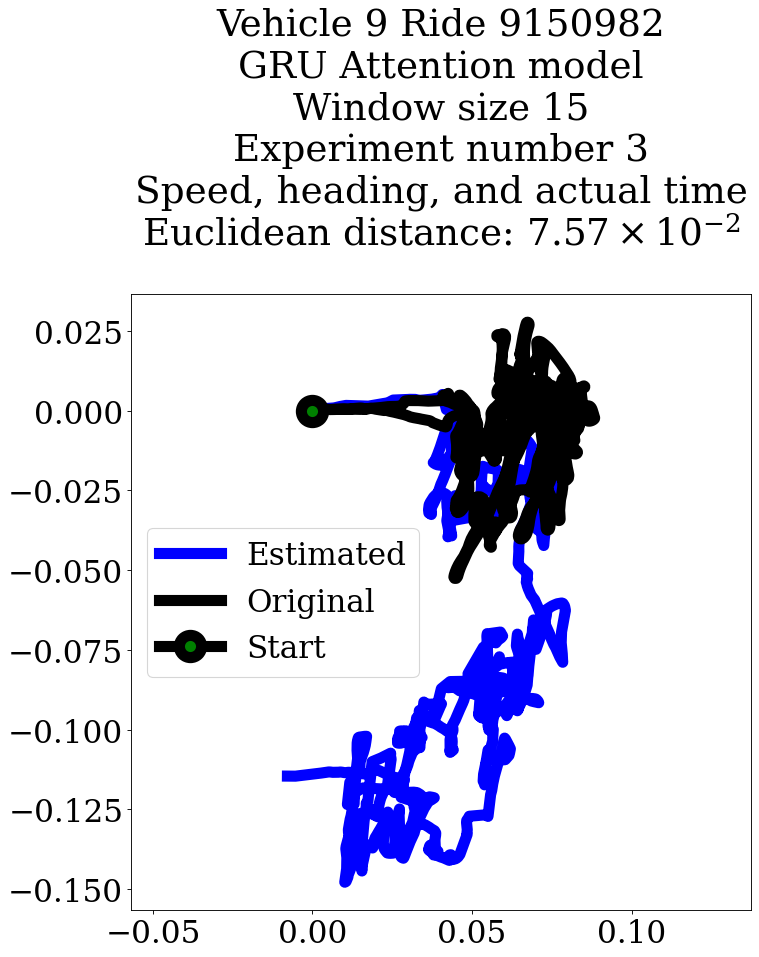 Vehicle 9 Ride 9150982
GRU Attention model
Window size 15
Experiment number 3
Speed, heading, and actual time
Euclidean distance: 7.57 × 10⁻²
0.025
0.000
−0.025
−0.050
−0.075
−0.100
−0.125
−0.150
Estimated
Original
Start
−0.05
0.00
0.05
0.10